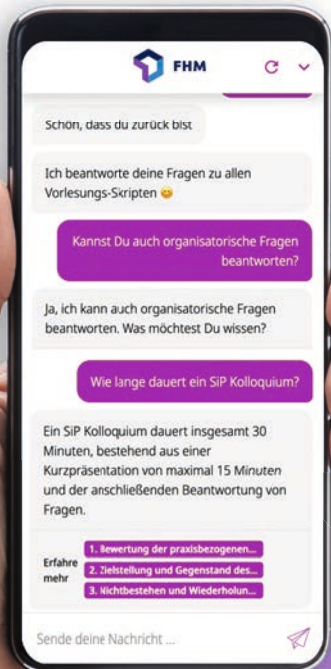 FHM
Schön, dass du zurück bist
Ich beantworte deine Fragen zu allen
Vorlesungs-Skripten 😊
Kannst Du auch organisatorische Fragen
beantworten?
Ja, ich kann auch organisatorische Fragen
beantworten. Was möchtest Du wissen?
Wie lange dauert ein SiP Kolloquium?
Ein SiP Kolloquium dauert insgesamt 30
Minuten, bestehend aus einer
Kurzpräsentation von maximal 15 Minuten
und der anschließenden Beantwortung von
Fragen.
Erfahre
mehr
1. Bewertung der praxisbezogenen...
2. Zielstellung und Gegenstand des...
3. Nichtbestehen und Wiederholun...
Sende deine Nachricht ...